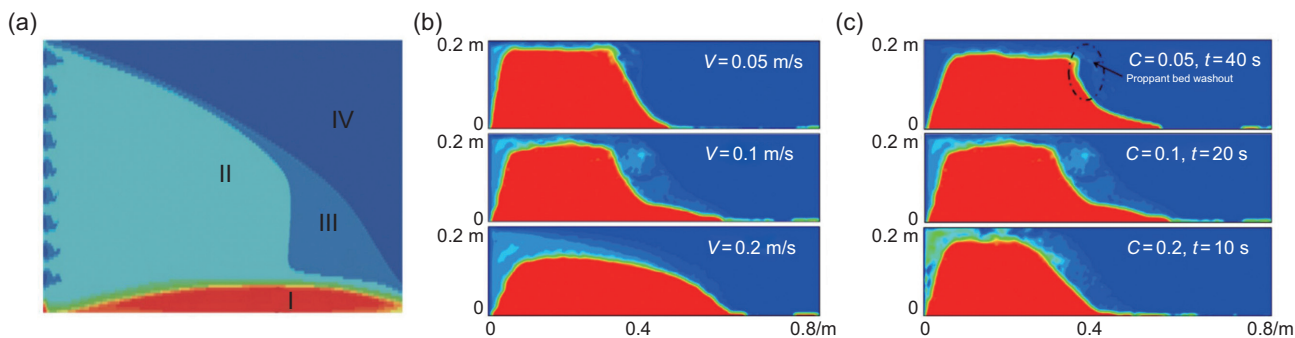 (a)
IV
II
III
I
(b)
0.2 m
V = 0.05 m/s
0
0.2 m
V = 0.1 m/s
0
0.2 m
V = 0.2 m/s
0
0 0.4 0.8/m
(c)
0.2 m
C = 0.05, t = 40 s
Proppant bed washout
0
0.2 m
C = 0.1, t = 20 s
0
0.2 m
C = 0.2, t = 10 s
0
0 0.4 0.8/m